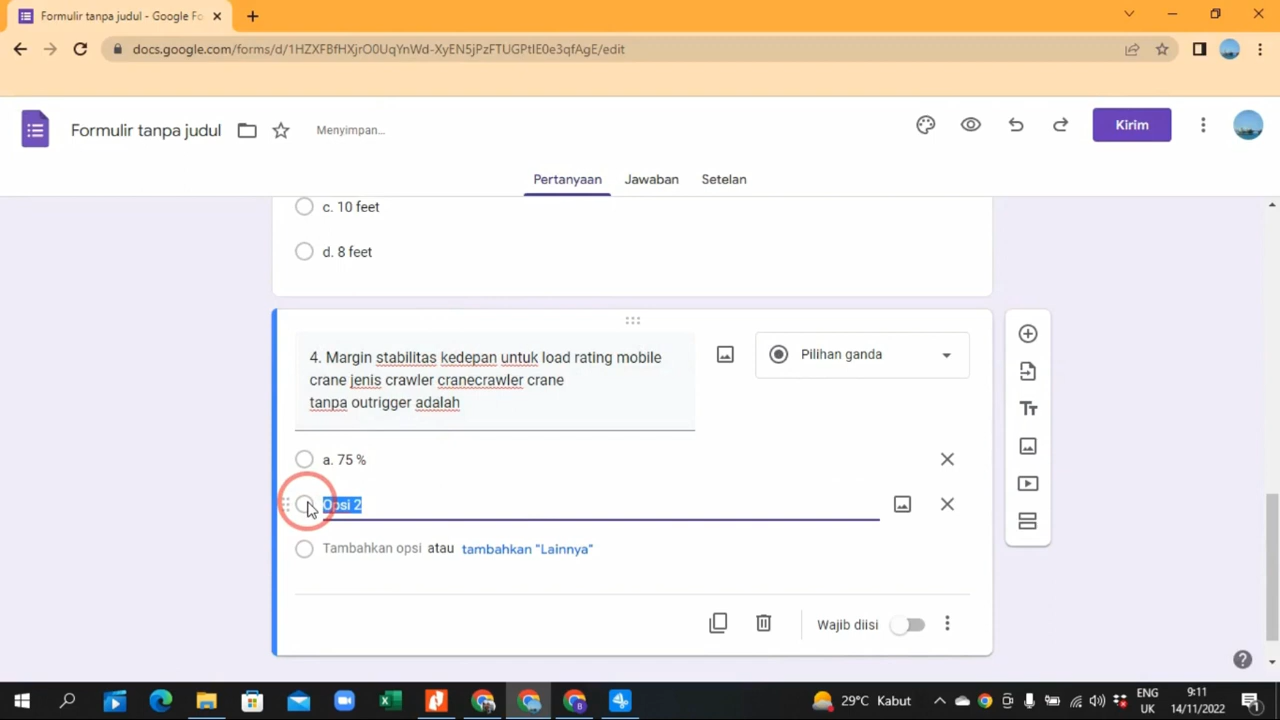 Formulir tanpa judul - Google Fo
docs.google.com/forms/d/1HZXFBfHXjrO0UqYnWd-XyEN5jPzFTUGPtIE0e3qfAgE/edit
Formulir tanpa judul
Menyimpan...
Kirim
Pertanyaan Jawaban Setelan
c. 10 feet
d. 8 feet
4. Margin stabilitas kedepan untuk load rating mobile
crane jenis crawler cranecrawler crane
tanpa outrigger adalah
Pilihan ganda
a. 75 %
Opsi 2
Tambahkan opsi atau tambahkan "Lainnya"
Wajib diisi
29°C Kabut
ENG
UK
9:11
14/11/2022